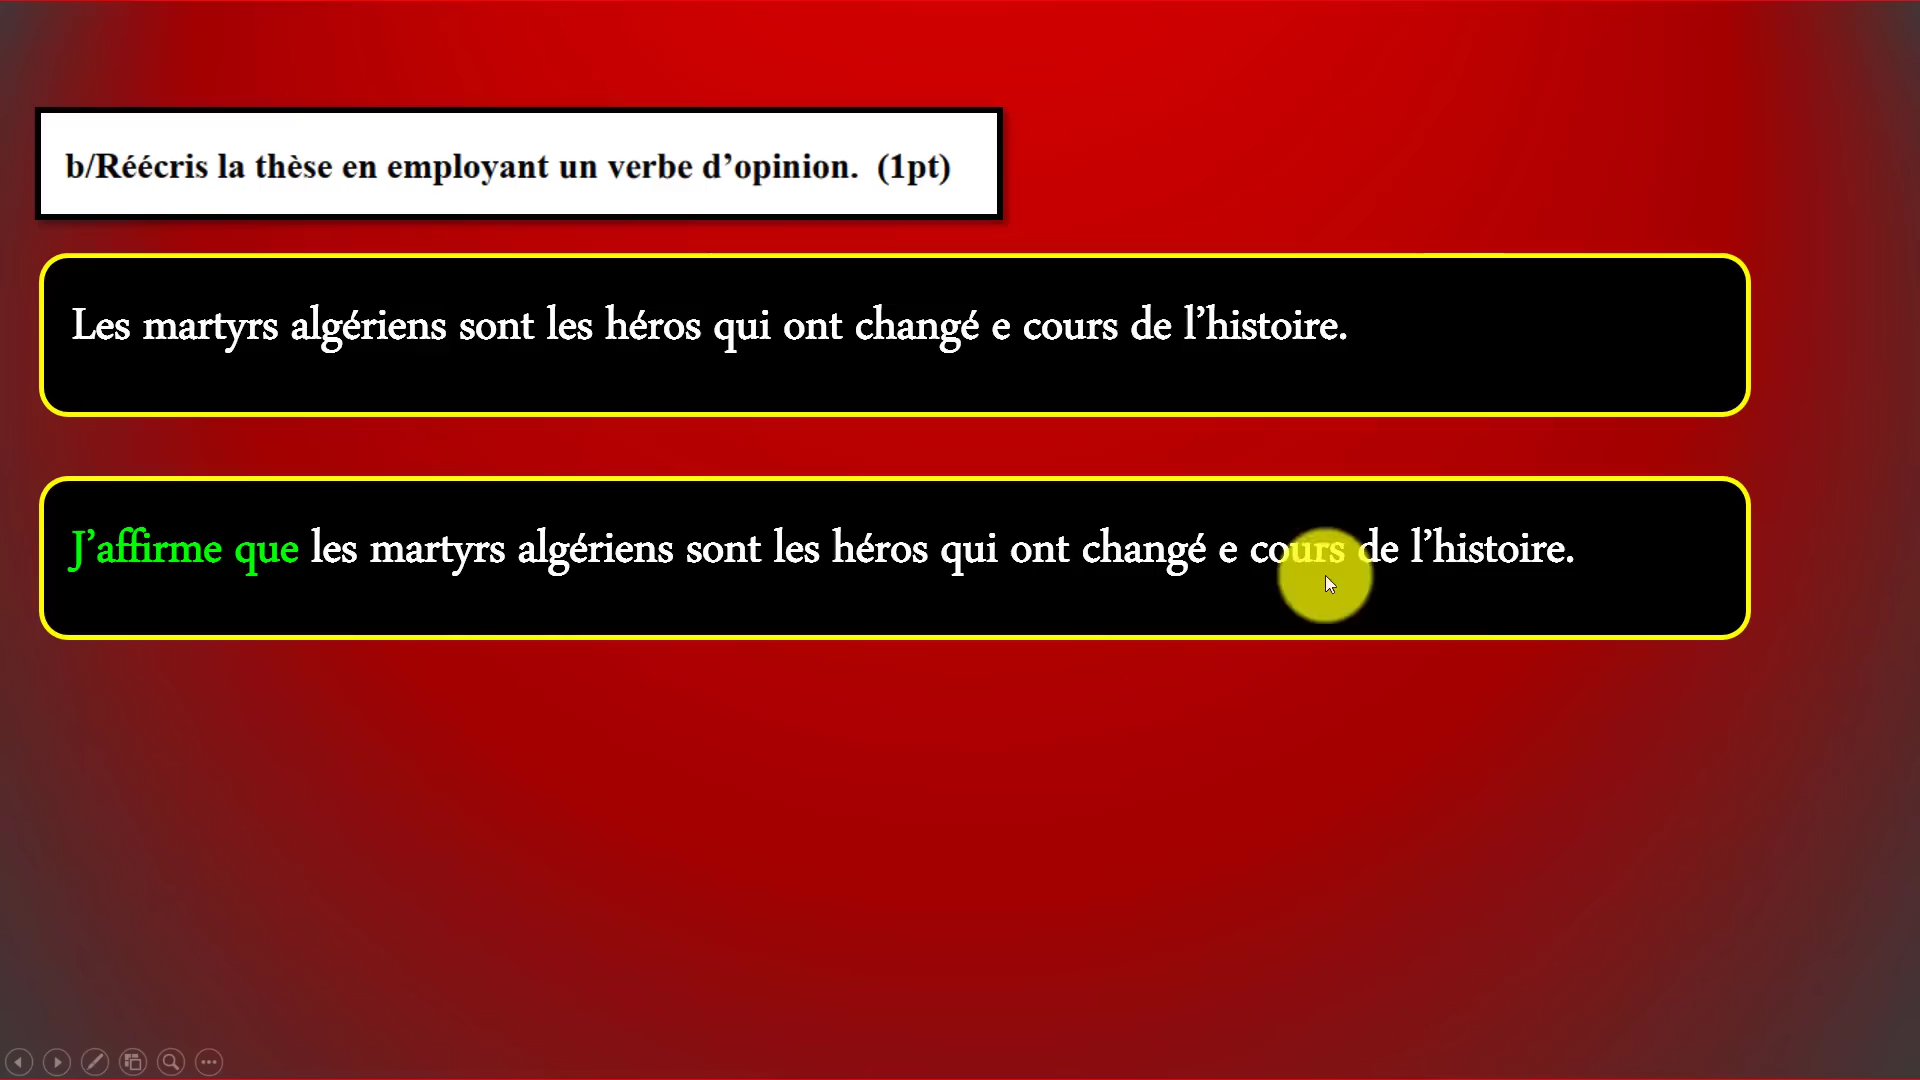 b/Réécris la thèse en employant un verbe d’opinion. (1pt)
Les martyrs algériens sont les héros qui ont changé e cours de l’histoire.
J’affirme que les martyrs algériens sont les héros qui ont changé e cours de l’histoire.